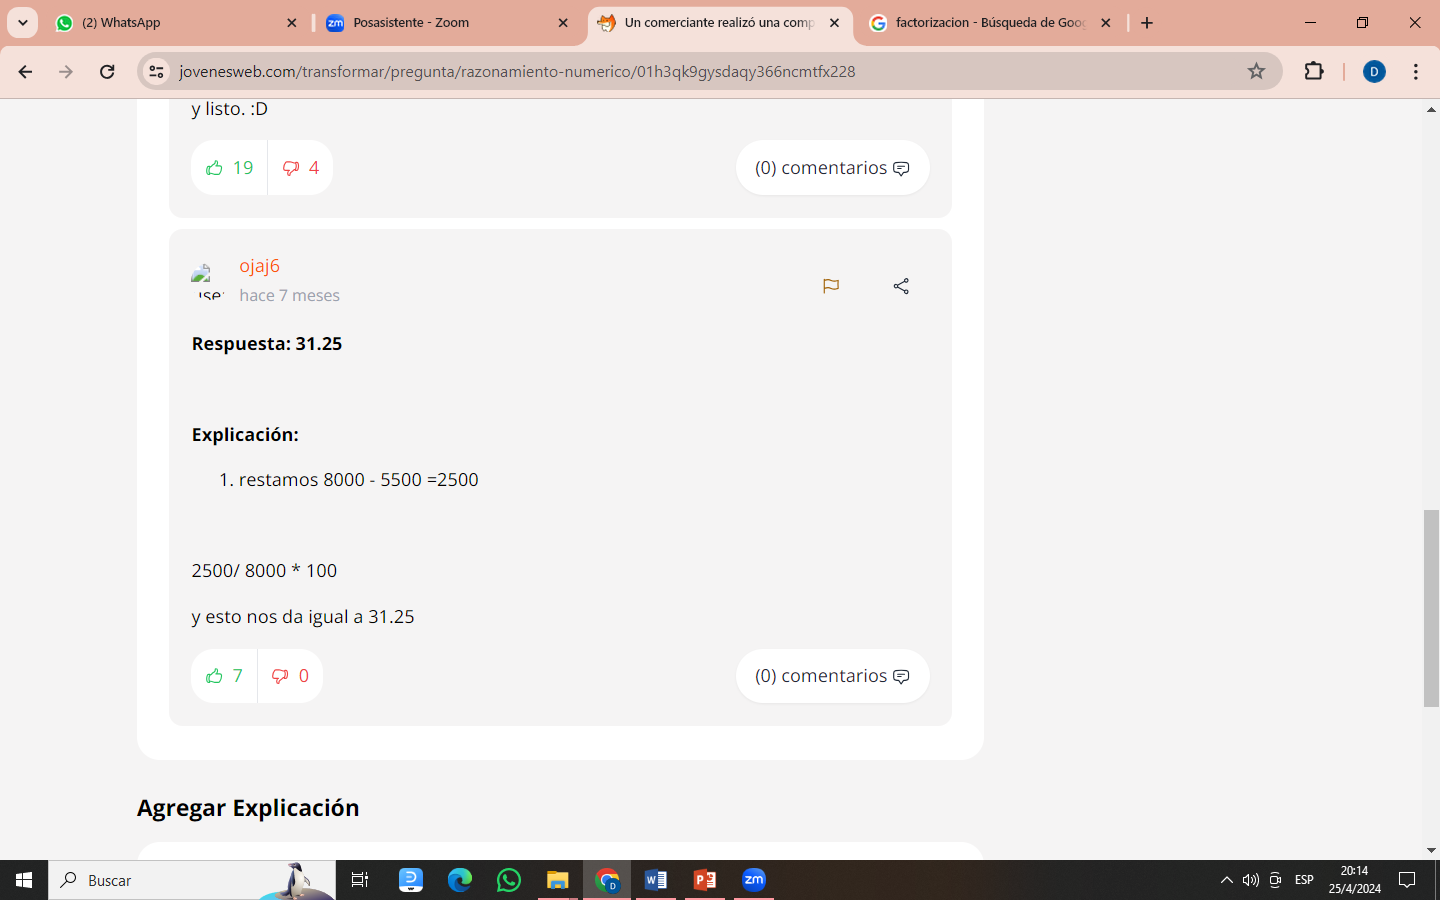 (2) WhatsApp
Posasistente - Zoom
Un comerciante realizó una comp
factorizacion - Búsqueda de Goog
jovenesweb.com/transformar/pregunta/razonamiento-numerico/01h3qk9gysdaqy366ncmtfx228
D
y listo. :D
19
4
(0) comentarios
ojaj6
hace 7 meses
Respuesta: 31.25
Explicación:
1. restamos 8000 - 5500 =2500
2500/ 8000 * 100
y esto nos da igual a 31.25
7
0
(0) comentarios
Agregar Explicación
Buscar
ESP
20:14
25/4/2024